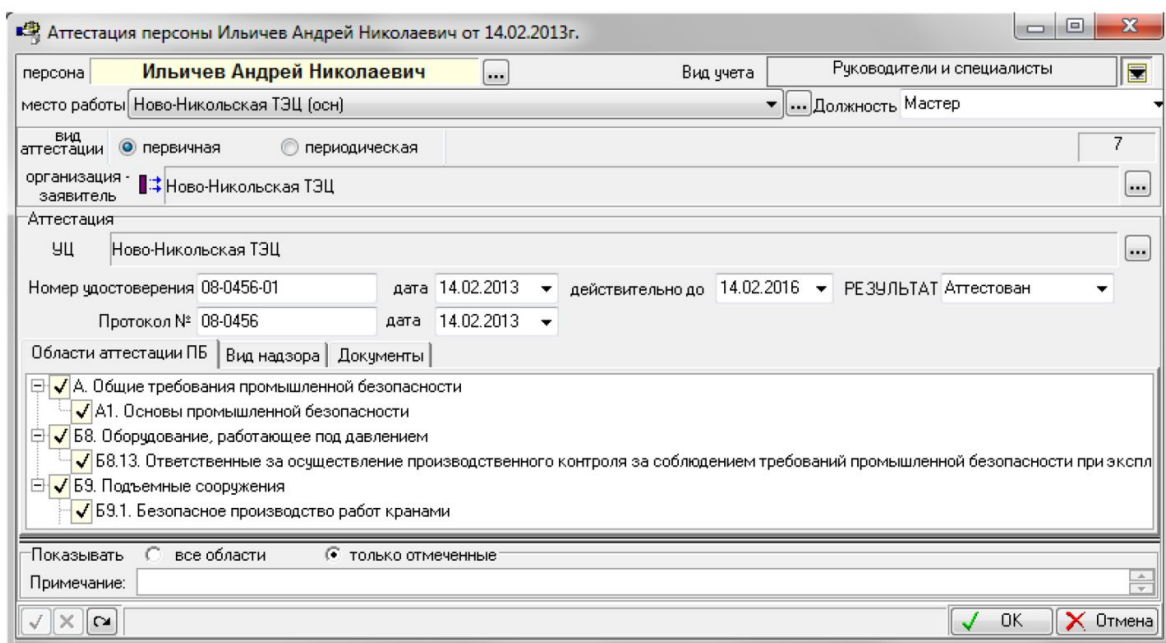 Аттестация персоны Ильичев Андрей Николаевич от 14.02.2013г.
персона Ильичев Андрей Николаевич ... Вид учета Руководители и специалисты
место работы Ново-Никольская ТЭЦ (осн) ... Должность Мастер
вид аттестации первичная периодическая 7
организация - заявитель Ново-Никольская ТЭЦ ...
Аттестация
УЦ Ново-Никольская ТЭЦ ...
Номер удостоверения 08-0456-01 дата 14.02.2013 действительно до 14.02.2016 РЕЗУЛЬТАТ Аттестован
Протокол № 08-0456 дата 14.02.2013
Области аттестации ПБ Вид надзора Документы
А. Общие требования промышленной безопасности
А1. Основы промышленной безопасности
Б8. Оборудование, работающее под давлением
Б8.13. Ответственные за осуществление производственного контроля за соблюдением требований промышленной безопасности при экспл
Б9. Подъемные сооружения
Б9.1. Безопасное производство работ кранами
Показывать все области только отмеченные
Примечание:
OK Отмена